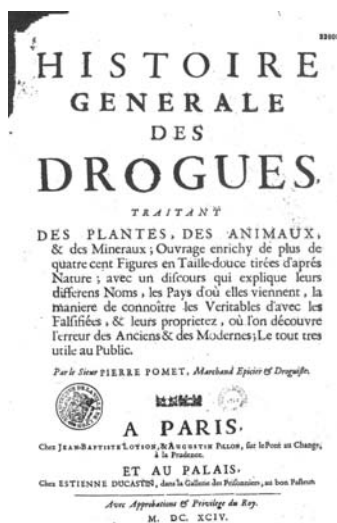 HISTOIRE
GENERALE
DES
DROGUES,
TRAITANT
DES PLANTES, DES ANIMAUX,
& des Mineraux ; Ouvrage enrichy de plus de
quatre cent Figures en Taille-douce tirées d'aprés
Nature ; avec un discours qui explique leurs
differens Noms, les Pays d'où elles viennent, la
maniere de connoître les Veritables d'avec les
Falsifiées, & leurs proprietez, où l'on découvre
l'erreur des Anciens & des Modernes ; Le tout tres
utile au Public.
Par le Sieur PIERRE POMET, Marchand Epicier & Droguiste.
A PARIS,
Chez JEAN-BAPTISTE LOYSON, & AUGUSTIN PILLON, sur le Pont au Change,
à la Prudence.
ET AU PALAIS,
Chez ESTIENNE DUCASTIN, dans la Gallerie des Prisonniers, au bon Pasteur.
Avec Approbations & Privilege du Roy.
M. DC. XCIV.